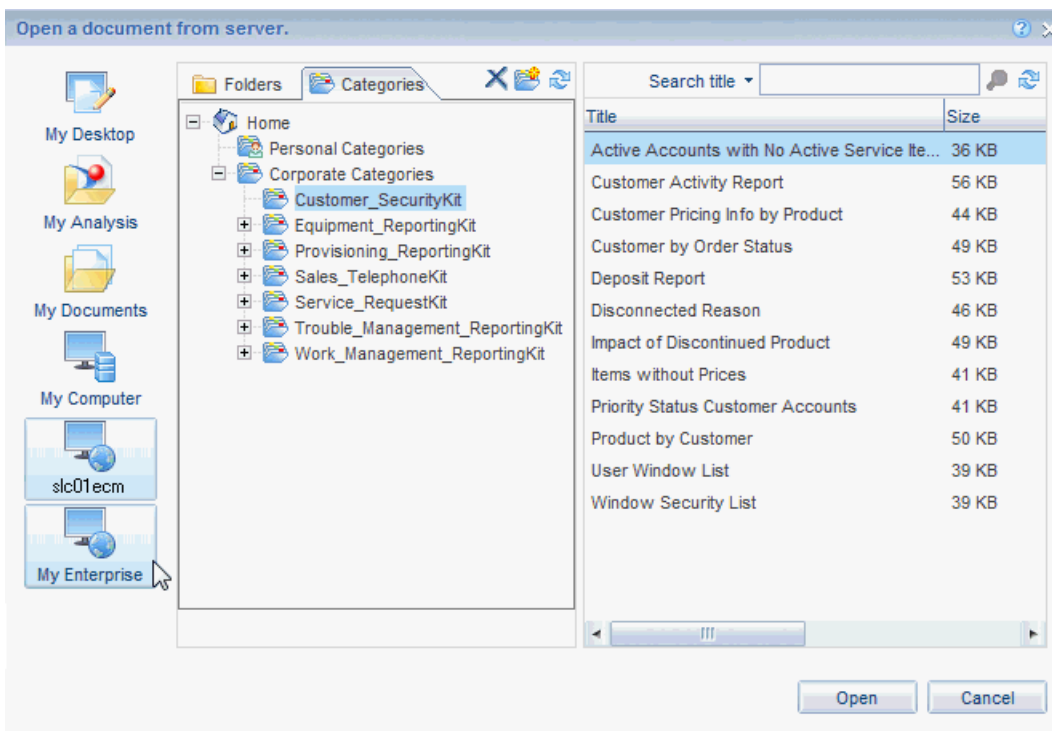 Open a document from server.
My Desktop
My Analysis
My Documents
My Computer
slc01ecm
My Enterprise
Folders
Categories
Home
Personal Categories
Corporate Categories
Customer_SecurityKit
Equipment_ReportingKit
Provisioning_ReportingKit
Sales_TelephoneKit
Service_RequestKit
Trouble_Management_ReportingKit
Work_Management_ReportingKit
Search title
Title Size
Active Accounts with No Active Service Ite... 36 KB
Customer Activity Report 56 KB
Customer Pricing Info by Product 44 KB
Customer by Order Status 49 KB
Deposit Report 53 KB
Disconnected Reason 46 KB
Impact of Discontinued Product 49 KB
Items without Prices 41 KB
Priority Status Customer Accounts 41 KB
Product by Customer 50 KB
User Window List 39 KB
Window Security List 39 KB
Open Cancel